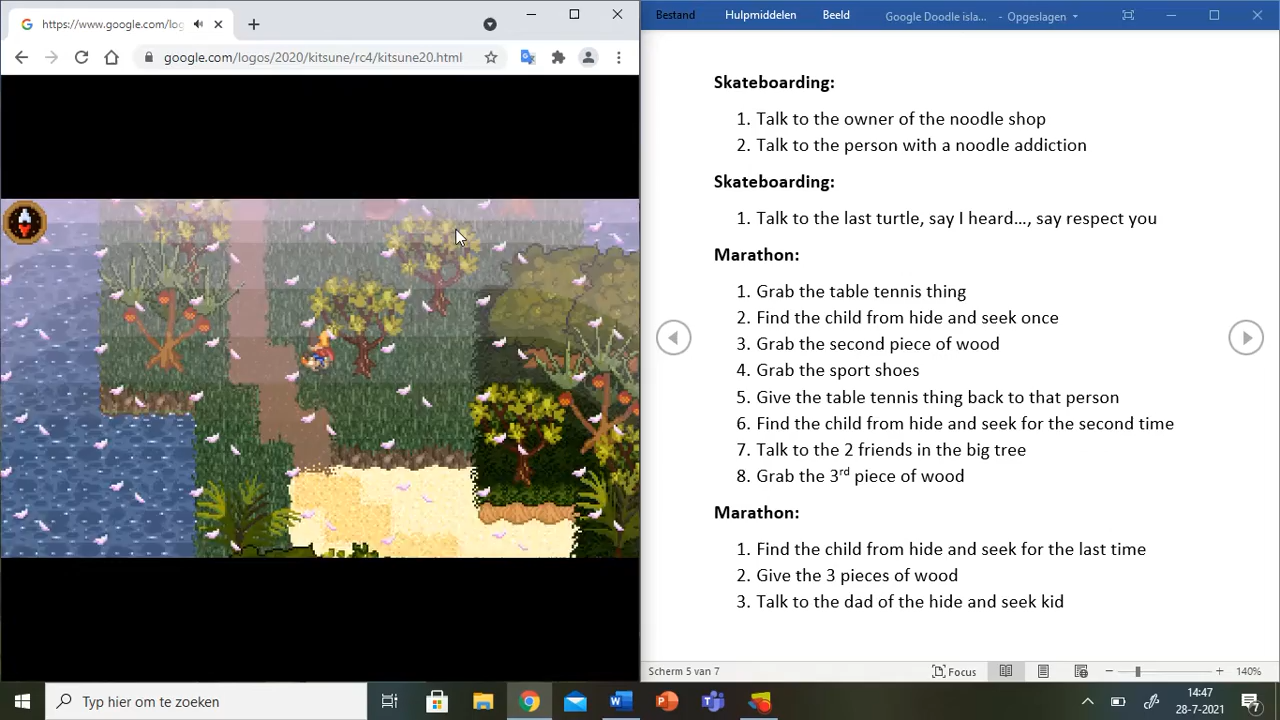 https://www.google.com/log
google.com/logos/2020/kitsune/rc4/kitsune20.html
Bestand Hulpmiddelen Beeld Google Doodle isla... - Opgeslagen
Skateboarding:
1. Talk to the owner of the noodle shop
2. Talk to the person with a noodle addiction
Skateboarding:
1. Talk to the last turtle, say I heard..., say respect you
Marathon:
1. Grab the table tennis thing
2. Find the child from hide and seek once
3. Grab the second piece of wood
4. Grab the sport shoes
5. Give the table tennis thing back to that person
6. Find the child from hide and seek for the second time
7. Talk to the 2 friends in the big tree
8. Grab the 3rd piece of wood
Marathon:
1. Find the child from hide and seek for the last time
2. Give the 3 pieces of wood
3. Talk to the dad of the hide and seek kid
Scherm 5 van 7 Focus 140%
Typ hier om te zoeken
14:47
28-7-2021
7